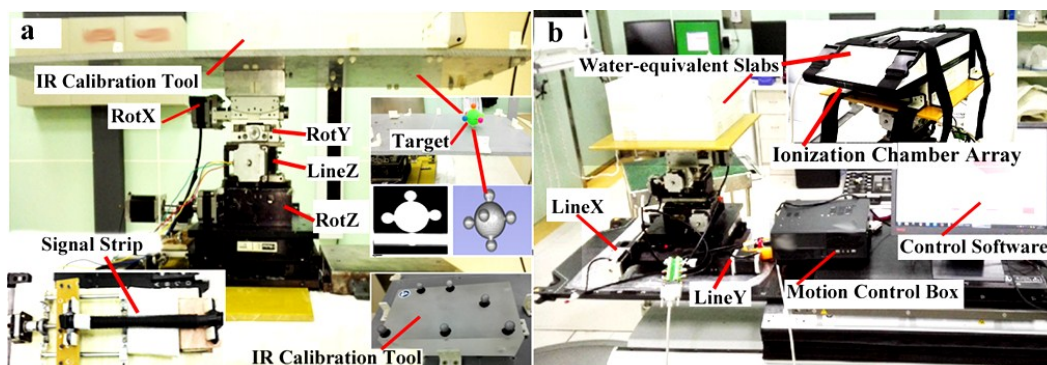 a
IR Calibration Tool
RotX
RotY
Target
LineZ
RotZ
Signal Strip
IR Calibration Tool
b
Water-equivalent Slabs
Ionization Chamber Array
LineX
Control Software
LineY
Motion Control Box